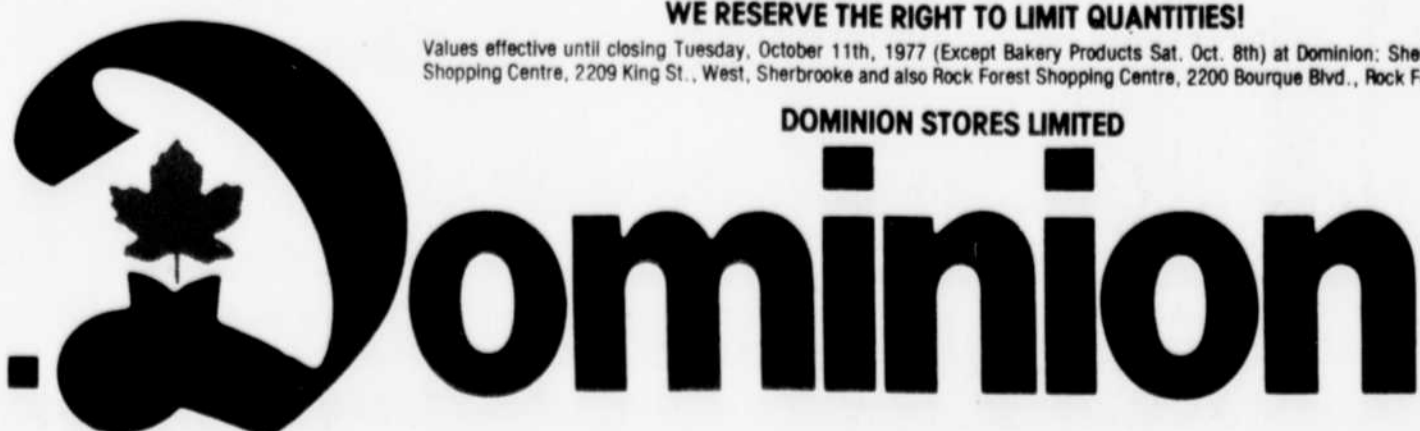 WE RESERVE THE RIGHT TO LIMIT QUANTITIES!
Values effective until closing Tuesday, October 11th, 1977 (Except Bakery Products Sat. Oct. 8th) at Dominion:
Shopping Centre, 2209 King St., West, Sherbrooke and also Rock Forest Shopping Centre, 2200 Bourque Blvd., Rock
DOMINION STORES LIMITED
Dominion